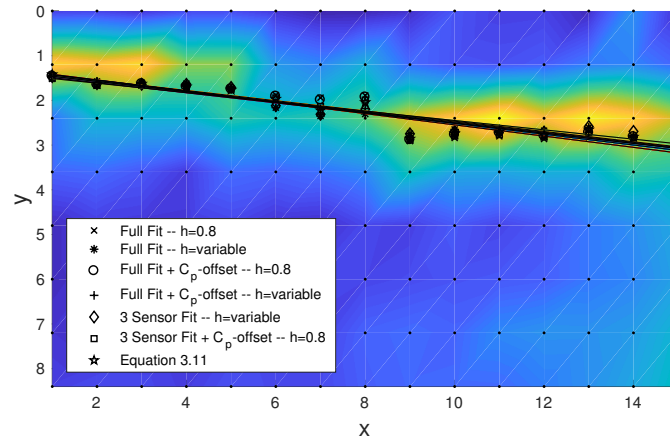 0
1
2
3
4
5
6
7
8
y
Full Fit -- h=0.8
Full Fit -- h=variable
Full Fit + Cp-offset -- h=0.8
Full Fit + Cp-offset -- h=variable
3 Sensor Fit -- h=variable
3 Sensor Fit + Cp-offset -- h=0.8
Equation 3.11
2 4 6 8 10 12 14
x